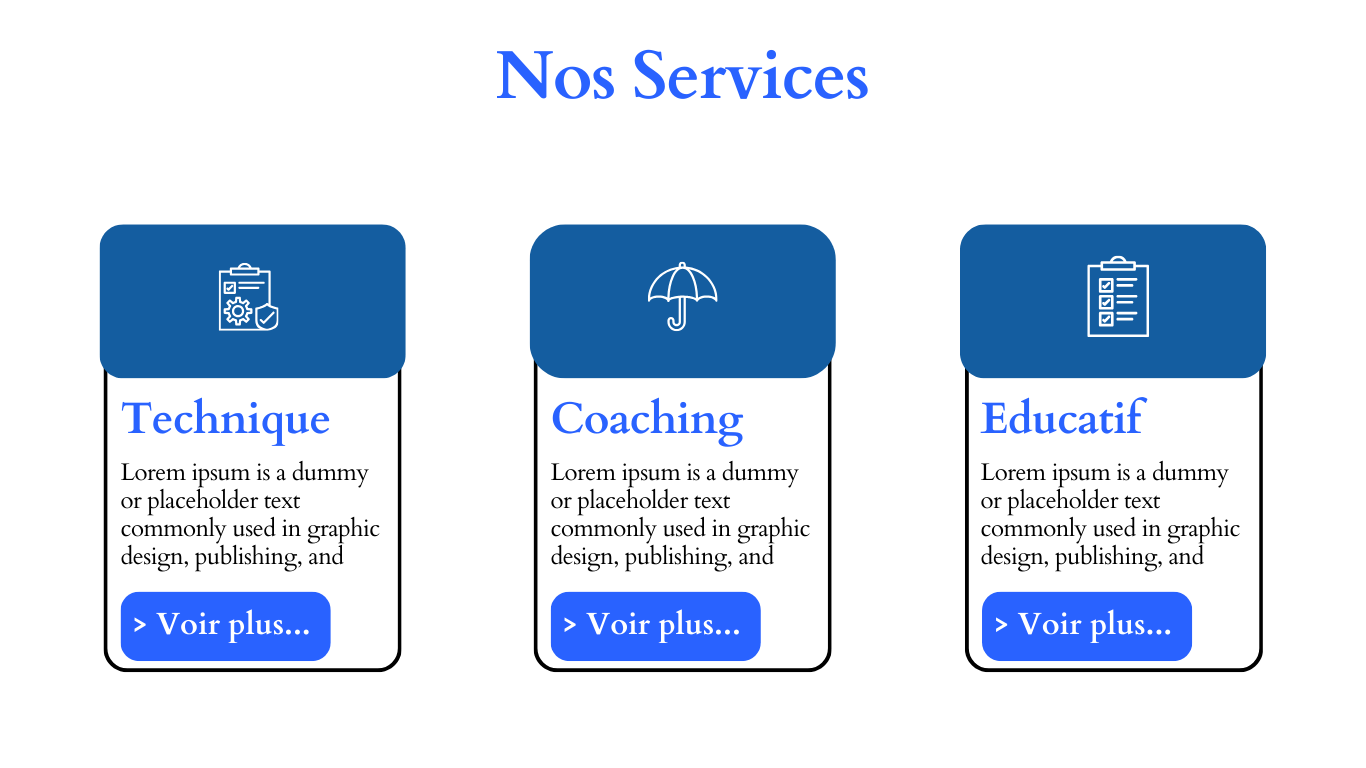 Nos Services
Technique
Lorem ipsum is a dummy
or placeholder text
commonly used in graphic
design, publishing, and
> Voir plus...
Coaching
Lorem ipsum is a dummy
or placeholder text
commonly used in graphic
design, publishing, and
> Voir plus...
Educatif
Lorem ipsum is a dummy
or placeholder text
commonly used in graphic
design, publishing, and
> Voir plus...